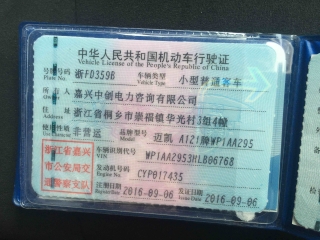 中华人民共和国机动车行驶证
Vehicle License of the People's Republic of China
号牌号码 浙FD359B 车辆类型 小型普通客车
Plate No. Vehicle Type
所有人 嘉兴中创电力咨询有限公司
Owner
住址 浙江省桐乡市崇福镇华光村3组4幢
Address
使用性质 非营运 品牌型号 迈凯 A121牌WP1AA295
Use Character Model
浙江省嘉兴市公安局交通警察支队
车辆识别代号 WP1AA2953HLB06768
VIN
发动机号码 CYP017435
Engine No.
注册日期 2016-09-06 发证日期 2016-09-06
Register Date Issue Date